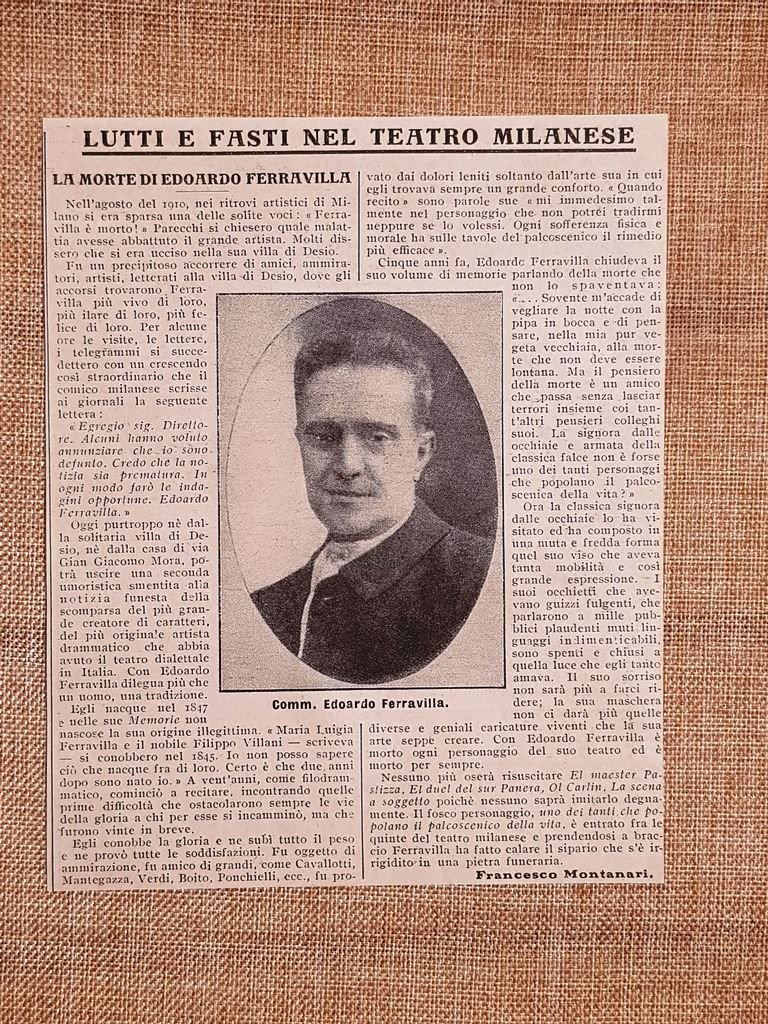 LUTTI E FASTI NEL TEATRO MILANESE
LA MORTE DI EDOARDO FERRAVILLA
Nell'agosto del 1910, nei ritrovi artistici di Mi-
lano si era sparsa una delle solite voci: « Ferra-
villa è morto! » Parecchi si chiesero quale malat-
tia avesse abbattuto il grande artista. Molti dis-
sero che si era ucciso nella sua villa di Desio.
Fu un precipitoso accorrere di amici, ammira-
tori, artisti, letterati alla villa di Desio, dove gli
accorsi trovarono Ferra-
villa più vivo di loro,
più ilare di loro, più fe-
lice di loro. Per alcune
ore le visite, le lettere,
i telegrammi si succe-
dettero con un crescendo
così straordinario che il
comico milanese scrisse
ai giornali la seguente
lettera:
« Egregio sig. Diretto-
re. Alcuni hanno voluto
annunziare che io sono
defunto. Credo che la no-
tizia sia prematura. In
ogni modo farò le inda-
gini opportune. Edoardo
Ferravilla. »
Oggi purtroppo nè dal-
la solitaria villa di De-
sio, nè dalla casa di via
Gian Giacomo Mora, po-
trà uscire una seconda
umoristica smentita alla
notizia funesta della
scomparsa del più gran-
de creatore di caratteri,
del più originale artista
drammatico che abbia
avuto il teatro dialettale
in Italia. Con Edoardo
Ferravilla dilegua più che
un uomo, una tradizione.
Egli nacque nel 1847
e nelle sue Memorie non
nascose la sua origine illegittima. « Maria Luigia
Ferravilla e il nobile Filippo Villani — scriveva
— si conobbero nel 1845. Io non posso sapere
ciò che nacque fra di loro. Certo è che due anni
dopo sono nato io. » A vent'anni, come filodram-
matico, cominciò a recitare, incontrando quelle
prime difficoltà che ostacolarono sempre le vie
della gloria a chi per esse si incamminò, ma che
furono vinte in breve.
Egli conobbe la gloria e ne subì tutto il peso
e ne provò tutte le soddisfazioni. Fu oggetto di
ammirazione, fu amico di grandi, come Cavallotti,
Mantegazza, Verdi, Boito, Ponchielli, ecc., fu pro-
vato dai dolori leniti soltanto dall'arte sua in cui
egli trovava sempre un grande conforto. « Quando
recito » sono parole sue « mi immedesimo tal-
mente nel personaggio che non potrei tradirmi
neppure se lo volessi. Ogni sofferenza fisica e
morale ha sulle tavole del palcoscenico il rimedio
più efficace ».
Cinque anni fa, Edoardo Ferravilla chiudeva il
suo volume di memorie parlando della morte che
non lo spaventava:
«... Sovente m'accade di
vegliare la notte con la
pipa in bocca e di pen-
sare, nella mia pur ve-
geta vecchiaia, alla mor-
te che non deve essere
lontana. Ma il pensiero
della morte è un amico
che passa senza lasciar
terrori insieme coi tan-
t'altri pensieri colleghi
suoi. La signora dalle
occhiaie e armata della
classica falce non è forse
uno dei tanti personaggi
che popolano il palco-
scenico della vita? »
Ora la classica signora
dalle occhiaie lo ha vi-
sitato ed ha composto in
una muta e fredda forma
quel suo viso che aveva
tanta mobilità e così
grande espressione. I
suoi occhietti che ave-
vano guizzi fulgenti, che
parlarono a mille pub-
blici plaudenti muti lin-
guaggi indimenticabili,
sono spenti e chiusi a
quella luce che egli tanto
amava. Il suo sorriso
non sarà più a farci ri-
dere; la sua maschera
non ci darà più quelle
diverse e geniali caricature viventi che la sua
arte seppe creare. Con Edoardo Ferravilla è
morto ogni personaggio del suo teatro ed è
morto per sempre.
Nessuno più oserà risuscitare El maester Pa-
stizza, El duel del sur Panera, Ol Carlin, La scena
a soggetto poichè nessuno saprà imitarlo degna-
mente. Il fosco personaggio, uno dei tanti che po-
polano il palcoscenico della vita, è entrato fra le
quinte del teatro milanese e prendendosi a brac-
cio Ferravilla ha fatto calare il sipario che s'è ir-
rigidito in una pietra funeraria.
Francesco Montanari.
Comm. Edoardo Ferravilla.